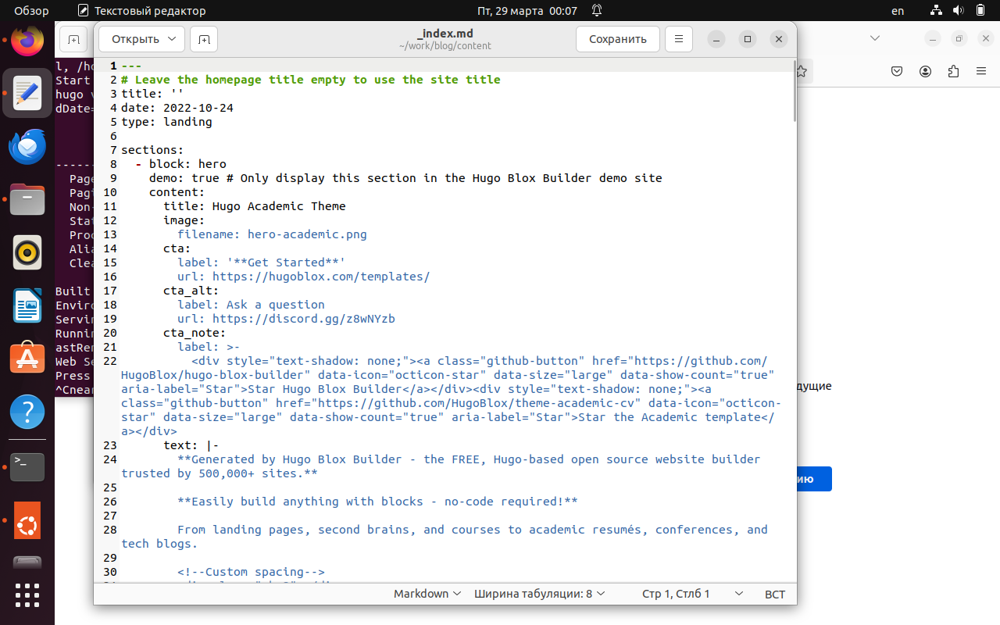 Обзор
Текстовый редактор
Пт, 29 марта 00:07
en
Открыть
_index.md
~/work/blog/content
Сохранить
1 ---
2 # Leave the homepage title empty to use the site title
3 title: ''
4 date: 2022-10-24
5 type: landing
6
7 sections:
8 - block: hero
9 demo: true # Only display this section in the Hugo Blox Builder demo site
10 content:
11 title: Hugo Academic Theme
12 image:
13 filename: hero-academic.png
14 cta:
15 label: '**Get Started**'
16 url: https://hugoblox.com/templates/
17 cta_alt:
18 label: Ask a question
19 url: https://discord.gg/z8wNYzb
20 cta_note:
21 label: >-
22 <div style="text-shadow: none;"><a class="github-button" href="https://github.com/
HugoBlox/hugo-blox-builder" data-icon="octicon-star" data-size="large" data-show-count="true"
aria-label="Star">Star Hugo Blox Builder</a></div><div style="text-shadow: none;"><a
class="github-button" href="https://github.com/HugoBlox/theme-academic-cv" data-icon="octicon-
star" data-size="large" data-show-count="true" aria-label="Star">Star the Academic template</
a></div>
23 text: |-
24 **Generated by Hugo Blox Builder - the FREE, Hugo-based open source website builder
trusted by 500,000+ sites.**
25
26 **Easily build anything with blocks - no-code required!**
27
28 From landing pages, second brains, and courses to academic resumés, conferences, and
tech blogs.
29
30 <!--Custom spacing-->
Markdown
Ширина табуляции: 8
Стр 1, Стлб 1
ВСТ
l, /ho
Start
hugo v
dDate=
------
Page
Pagi
Non-
Stat
Proc
Alia
Clea
Built
Enviro
Servin
Runnin
astRen
Web Se
Press
^Cnear
дущие
ию